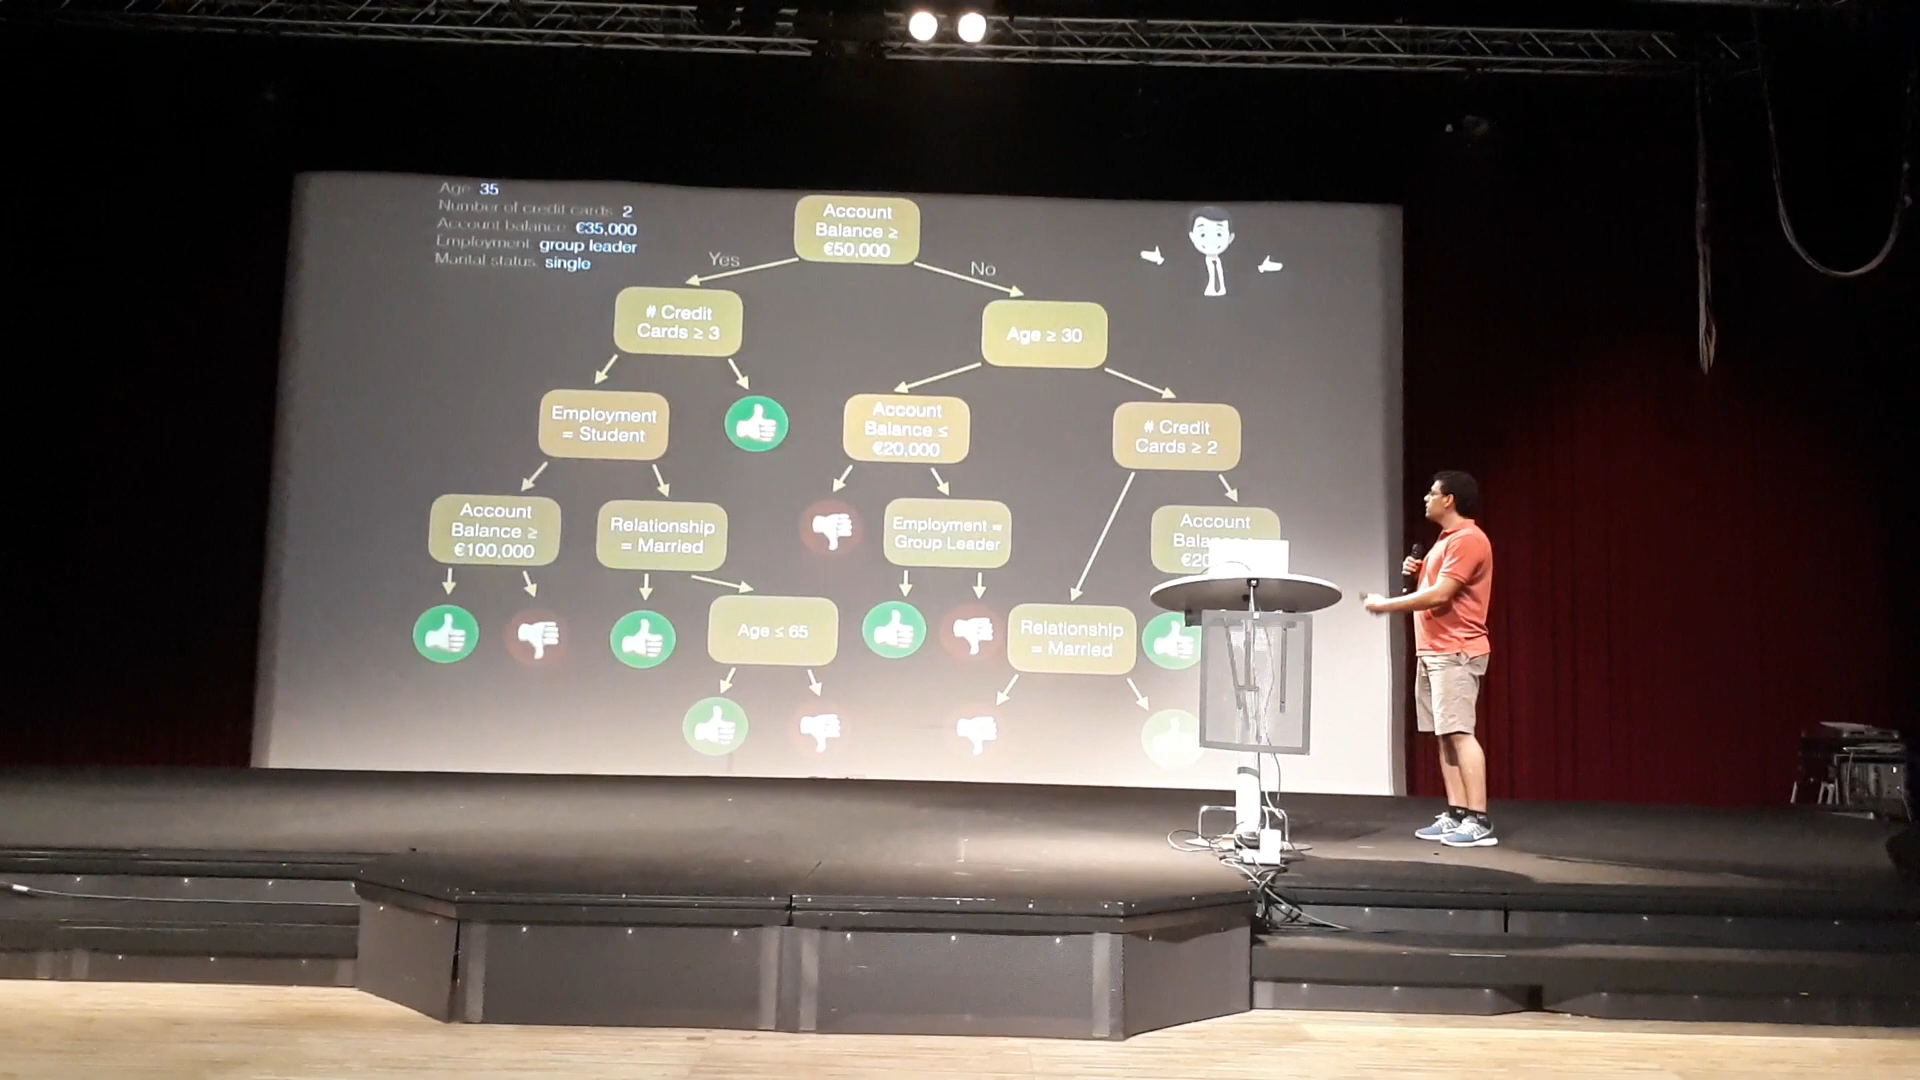 Age: 35
Number of credit cards: 2
Account balance: €35,000
Employment: group leader
Marital status: single
Account
Balance ≥
€50,000
Yes
No
# Credit
Cards ≥ 3
Age ≥ 30
Employment
= Student
Account
Balance ≤
€20,000
# Credit
Cards ≥ 2
Account
Balance ≥
€100,000
Relationship
= Married
Employment =
Group Leader
Account
Age ≤ 65
Relationship
= Married